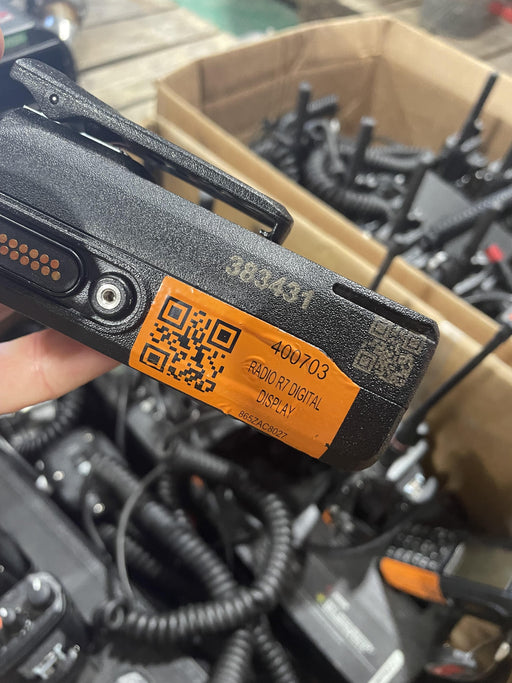 383431
400703
RADIO R7 DIGITAL
DISPLAY
865ZAC8027